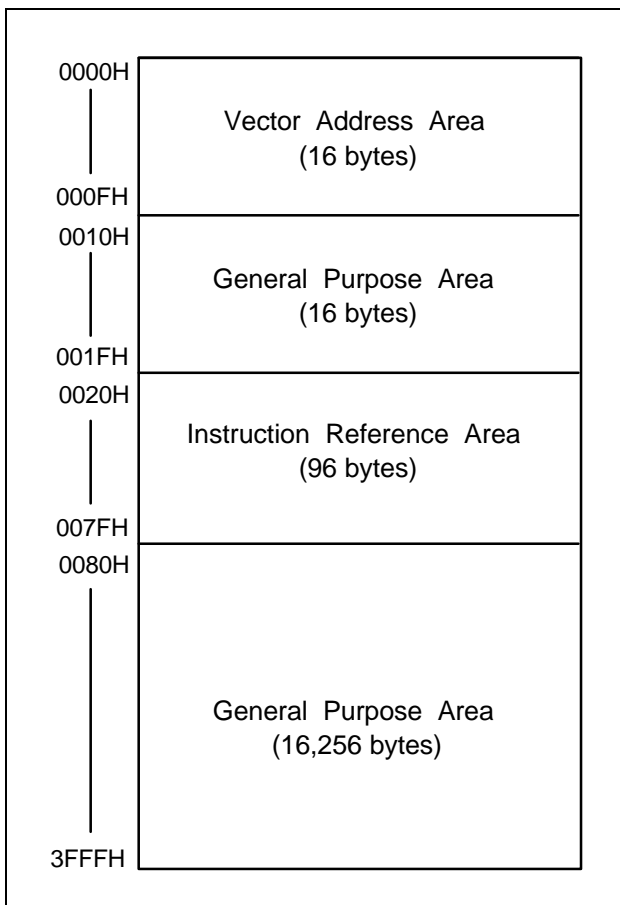 0000H
Vector Address Area
(16 bytes)
000FH
0010H
General Purpose Area
(16 bytes)
001FH
0020H
Instruction Reference Area
(96 bytes)
007FH
0080H
General Purpose Area
(16,256 bytes)
3FFFH